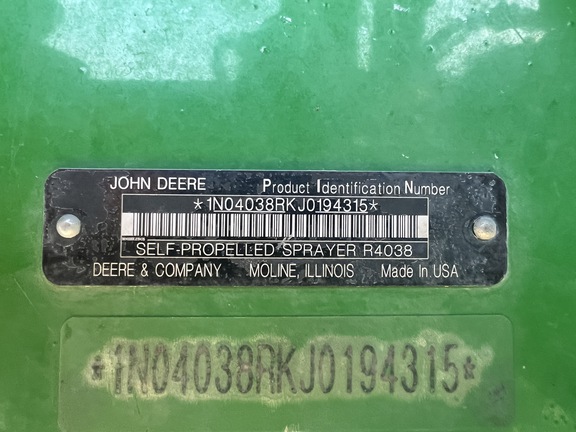 JOHN DEERE Product Identification Number
*1N04038RKJ0194315*
SELF-PROPELLED SPRAYER R4038
DEERE & COMPANY MOLINE, ILLINOIS Made In USA
*1N04038RKJ0194315*